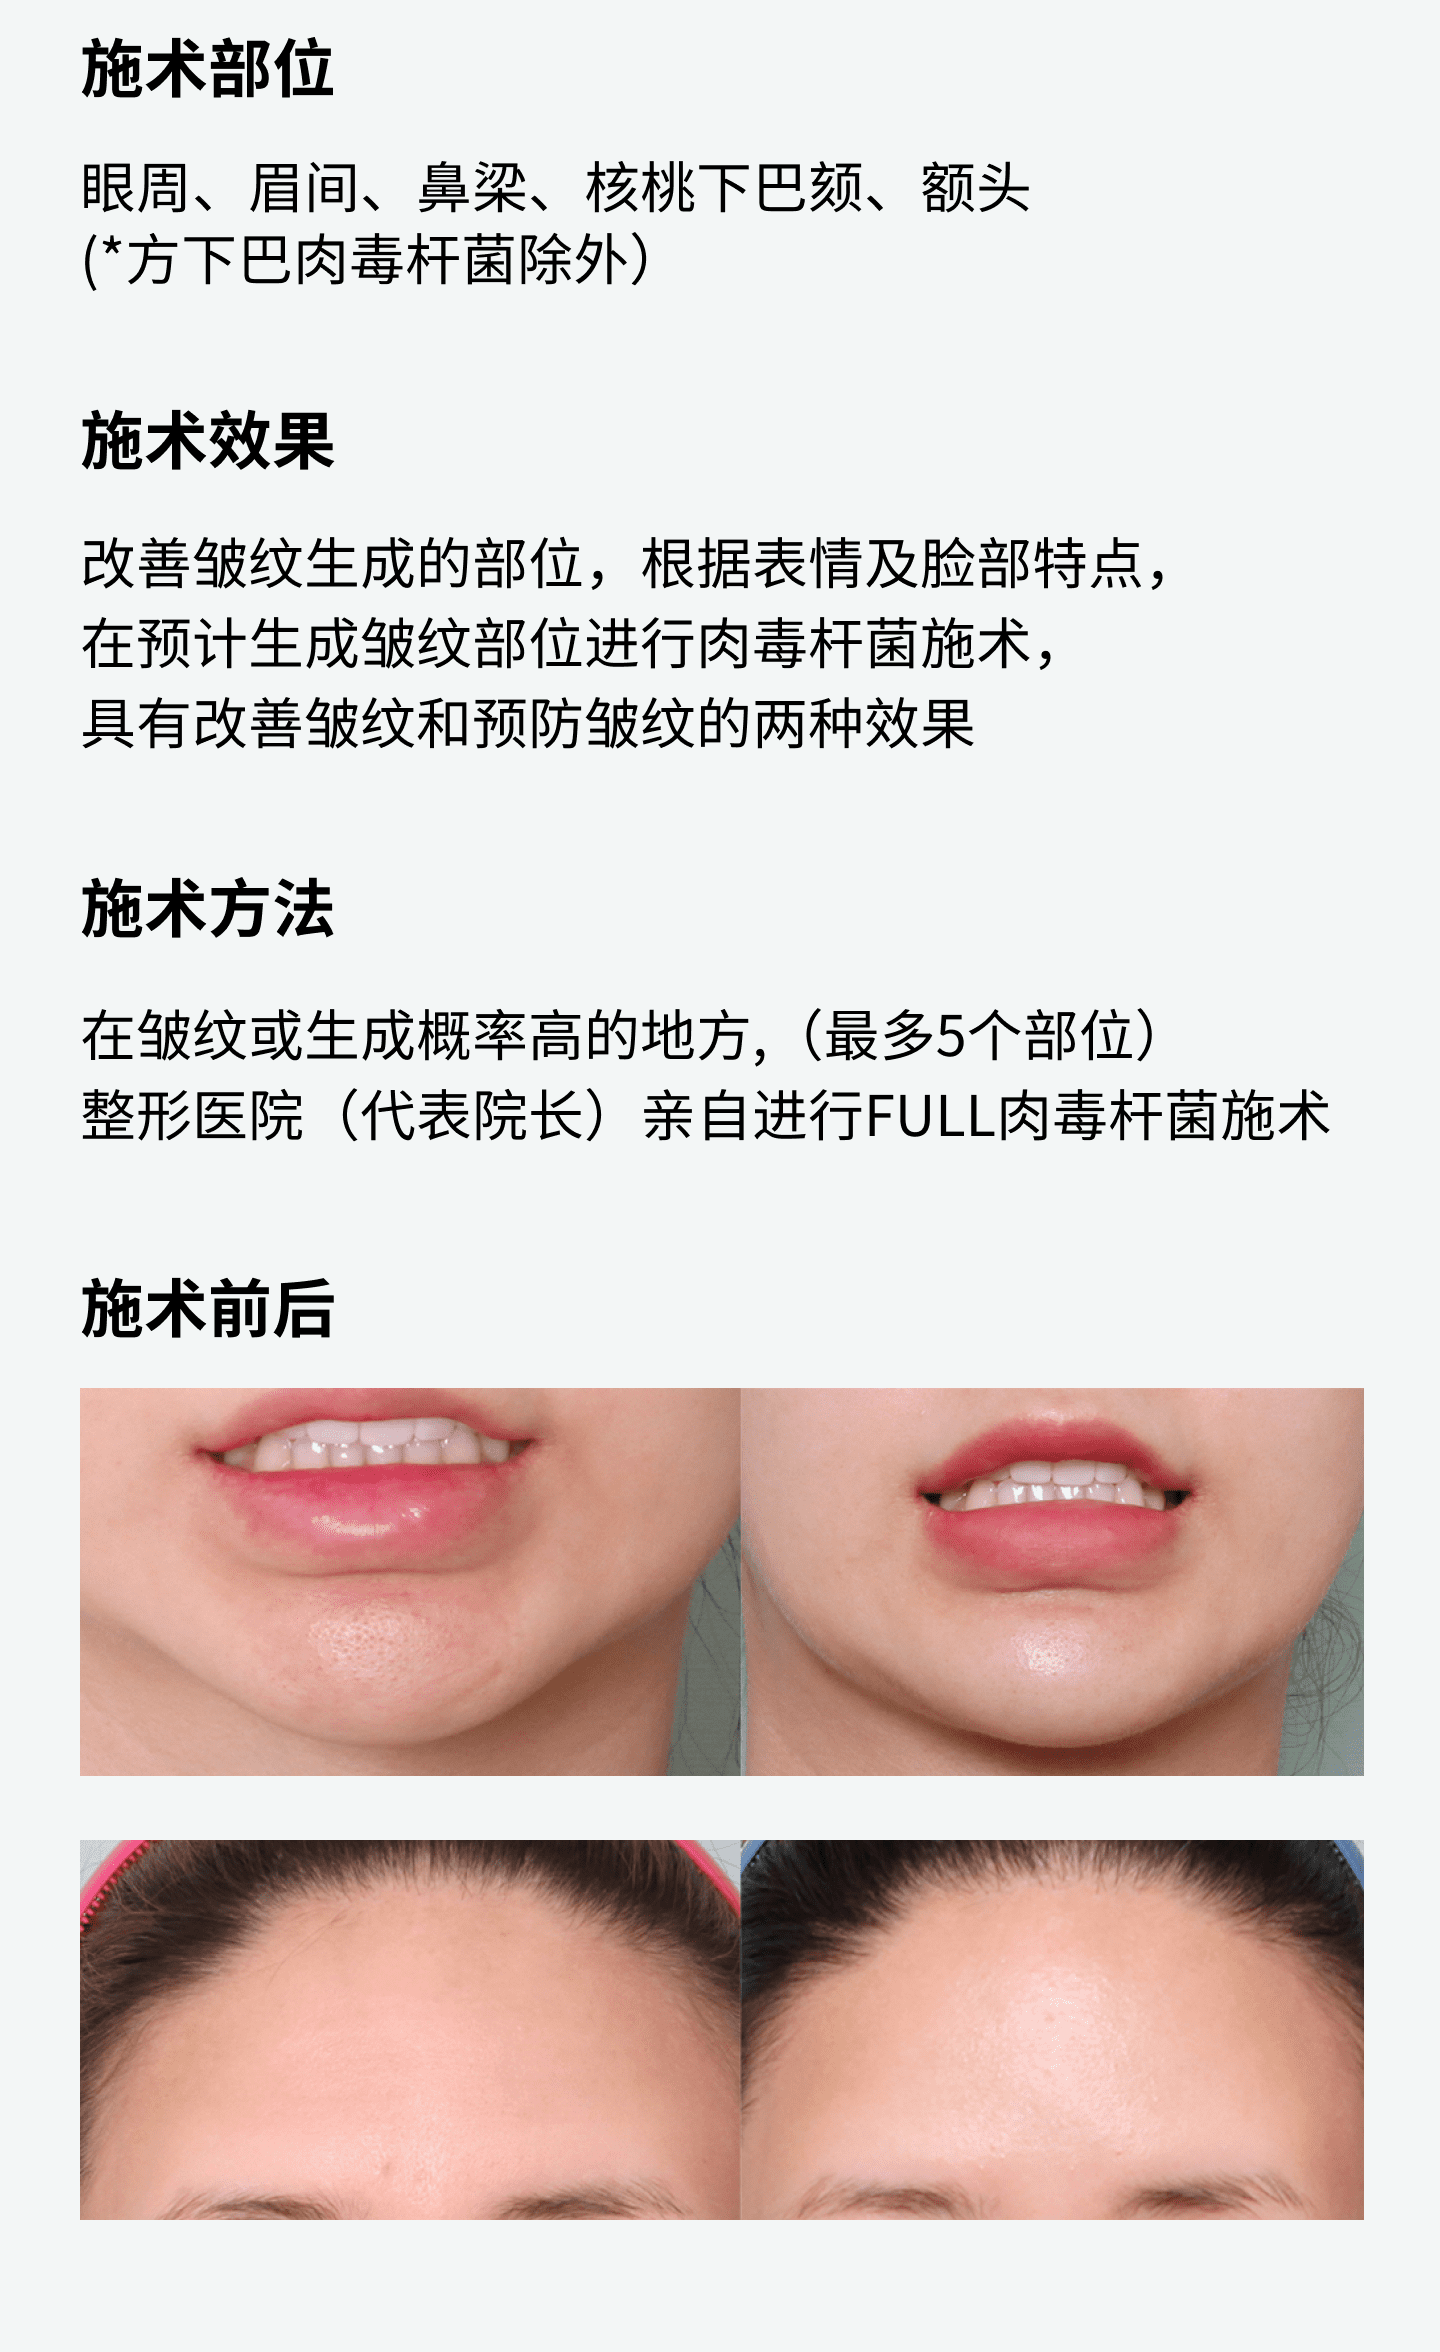 施术部位
眼周、眉间、鼻梁、核桃下巴颏、额头
(*方下巴肉毒杆菌除外）
施术效果
改善皱纹生成的部位，根据表情及脸部特点，
在预计生成皱纹部位进行肉毒杆菌施术，
具有改善皱纹和预防皱纹的两种效果
施术方法
在皱纹或生成概率高的地方,（最多5个部位）
整形医院（代表院长）亲自进行FULL肉毒杆菌施术
施术前后